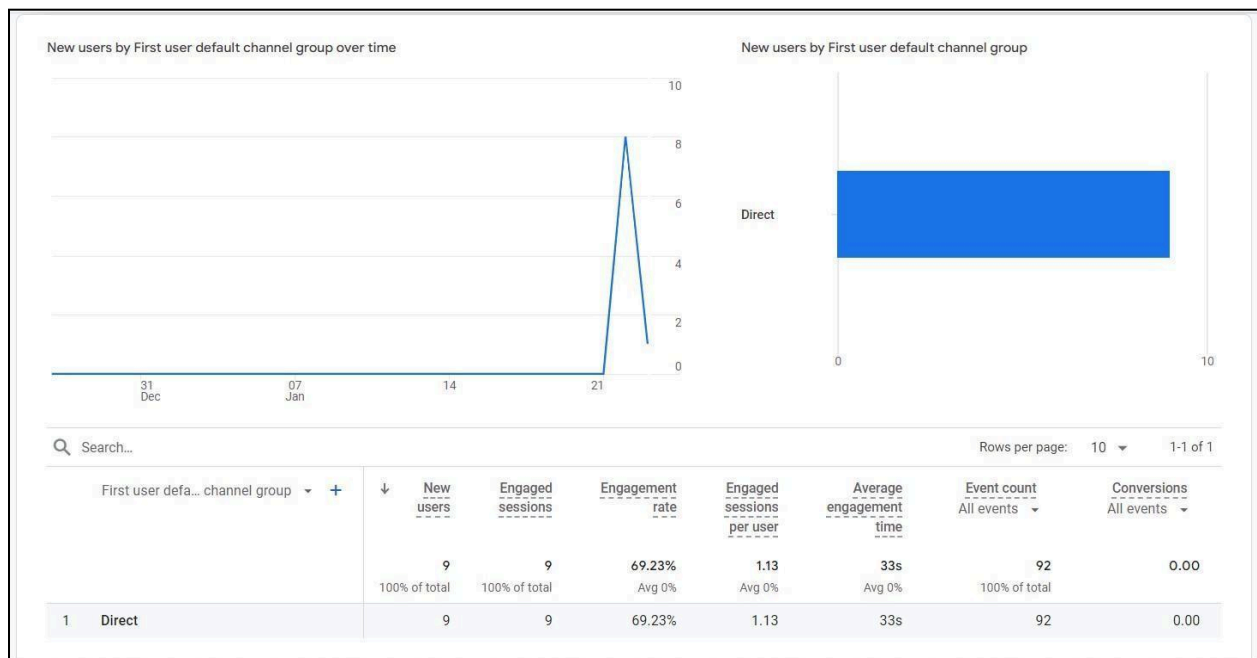 New users by First user default channel group over time
10
8
6
4
2
0
31
Dec
07
Jan
14
21
New users by First user default channel group
Direct
0
10
Search...
Rows per page: 10 1-1 of 1
First user defa... channel group +
New
users
Engaged
sessions
Engagement
rate
Engaged
sessions
per user
Average
engagement
time
Event count
All events
Conversions
All events
9 9 69.23% 1.13 33s 92 0.00
100% of total 100% of total Avg 0% Avg 0% Avg 0% 100% of total
1 Direct 9 9 69.23% 1.13 33s 92 0.00